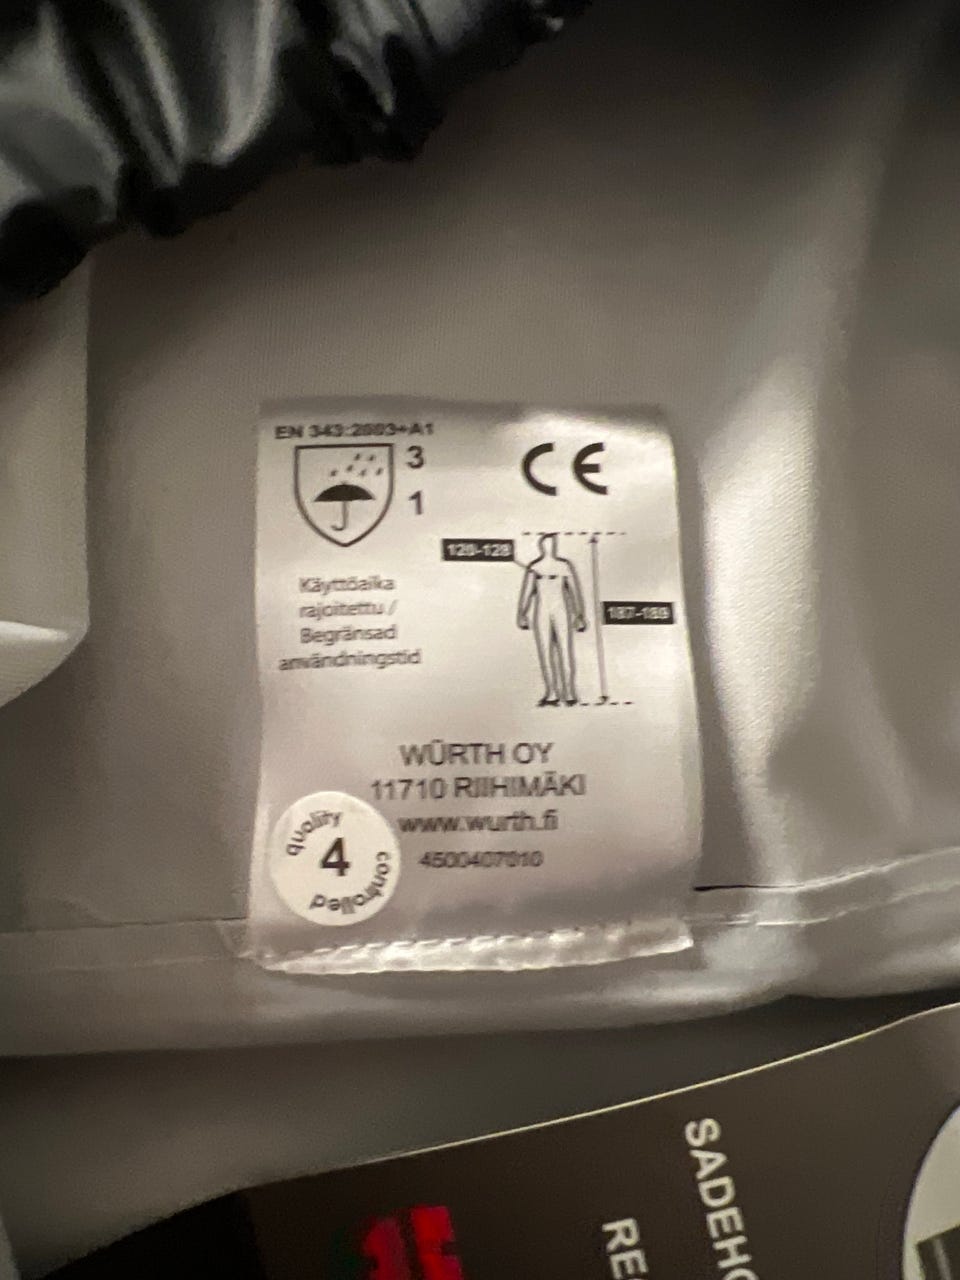 EN 343:2003+A1
3
1
CE
120-128
187-189
Käyttöaika
rajoitettu /
Begränsad
användningstid
WÜRTH OY
11710 RIIHIMÄKI
www.wurth.fi
4500407010
quality
4
controlled
SADEHO
RE